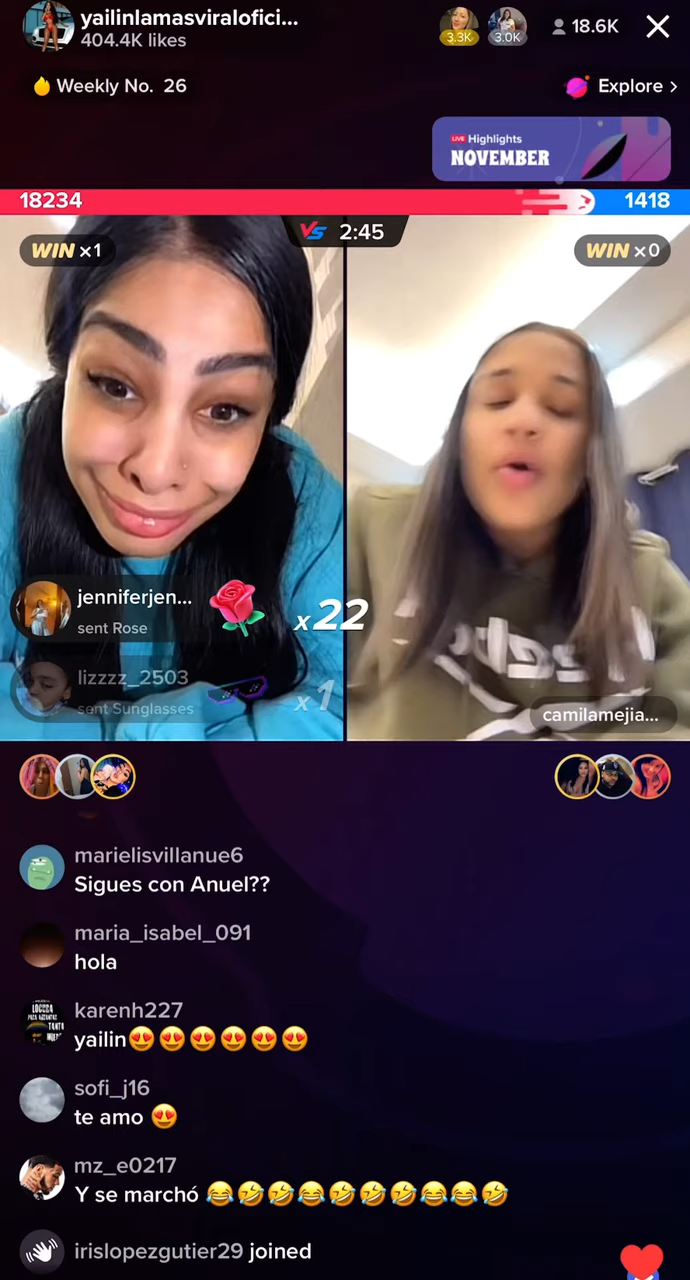 yailinlamasviralofici...
404.4K likes
3.3K
3.0K
18.6K
Weekly No. 26
Explore >
LIVE Highlights
NOVEMBER
18234
1418
VS 2:45
WIN x1
WIN x0
jenniferjen...
sent Rose
x22
lizzzz_2503
sent Sunglasses
x1
camilamejia...
marielisvillanue6
Sigues con Anuel??
maria_isabel_091
hola
karenh227
yailin😍😍😍😍😍😍
sofi_j16
te amo 😍
mz_e0217
Y se marchó 😂🤣🤣😂🤣🤣🤣😂😂🤣
irislopezgutier29 joined